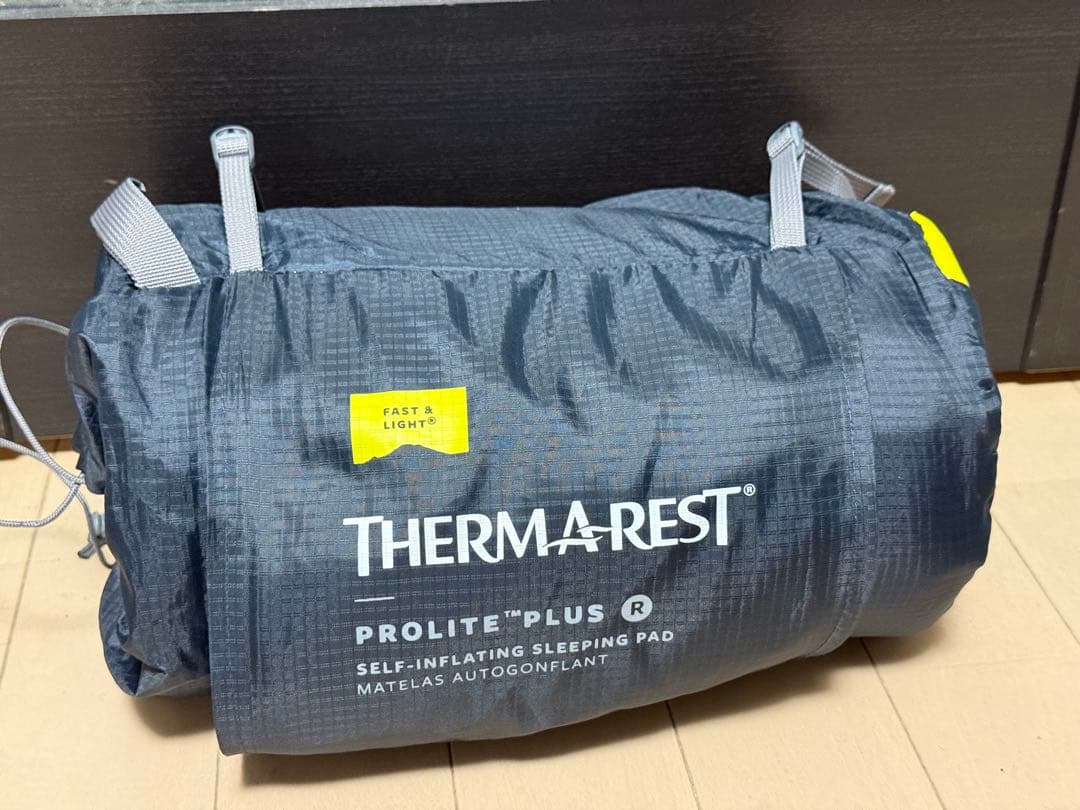 FAST &
LIGHT®
THERM-A-REST®
PROLITE™ PLUS R
SELF-INFLATING SLEEPING PAD
MATELAS AUTOGONFLANT